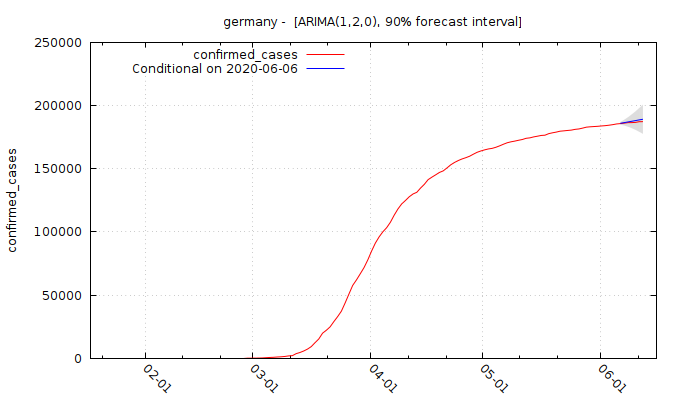 germany -  [ARIMA(1,2,0), 90% forecast interval]
confirmed_cases
Conditional on 2020-06-06
250000
200000
150000
100000
50000
0
confirmed_cases
02-01
03-01
04-01
05-01
06-01